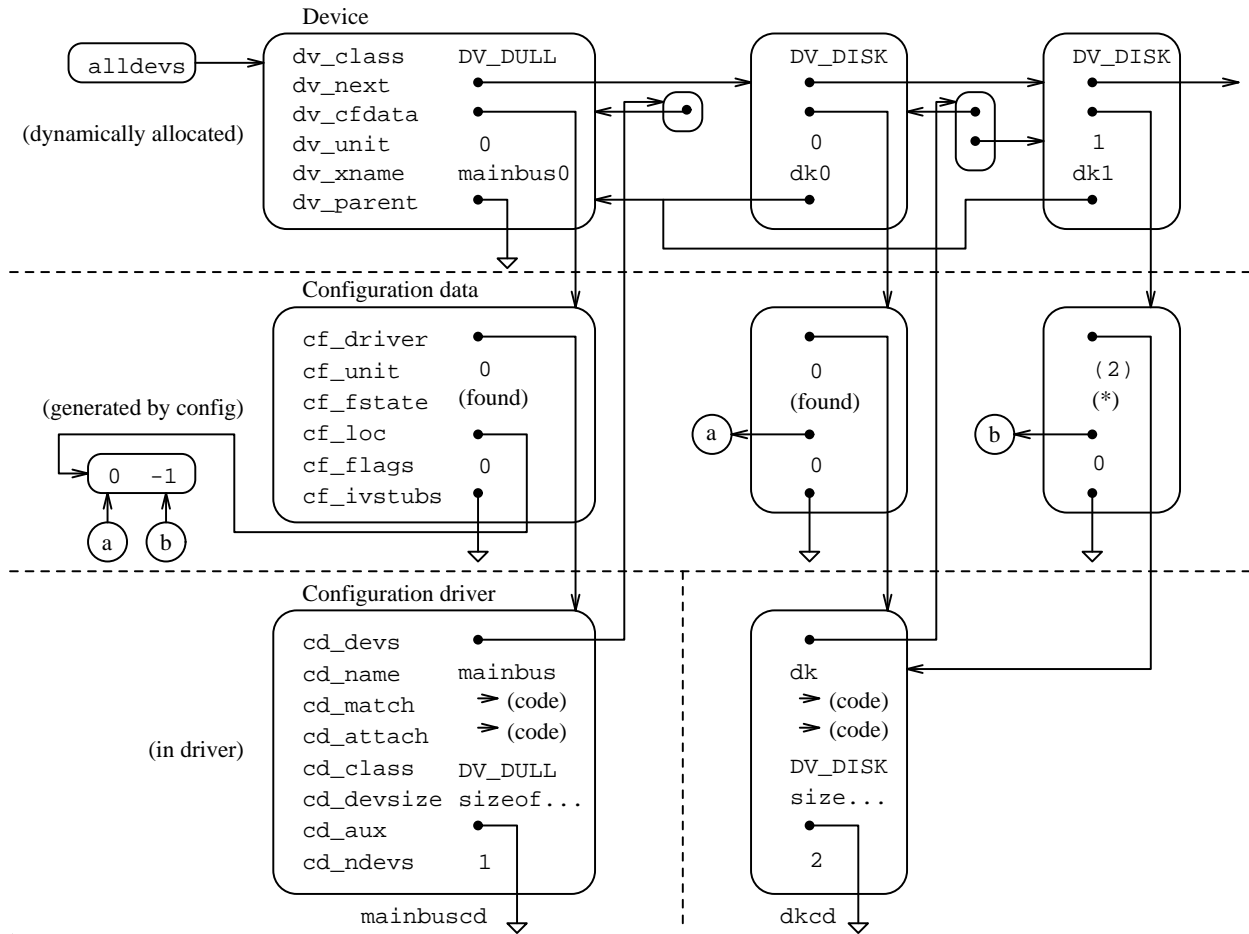 Device
alldevs
dv_class DV_DULL DV_DISK DV_DISK
dv_next
dv_cfdata
(dynamically allocated)
dv_unit 0 0 1
dv_xname mainbus0 dk0 dk1
dv_parent
Configuration data
cf_driver
cf_unit 0 0 (2)
cf_fstate (found) (found) (*)
(generated by config)
cf_loc a b
cf_flags 0 0 0
0 -1
cf_ivstubs
a b
Configuration driver
cd_devs
cd_name mainbus dk
cd_match (code) (code)
cd_attach (code) (code)
(in driver)
cd_class DV_DULL DV_DISK
cd_devsize sizeof... size...
cd_aux
cd_ndevs 1 2
mainbuscd dkcd